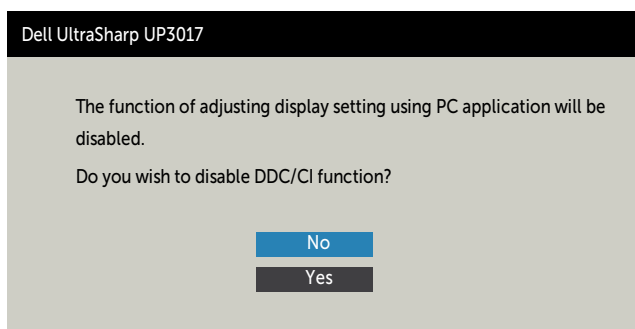 Dell UltraSharp UP3017
The function of adjusting display setting using PC application will be
disabled.
Do you wish to disable DDC/CI function?
No
Yes